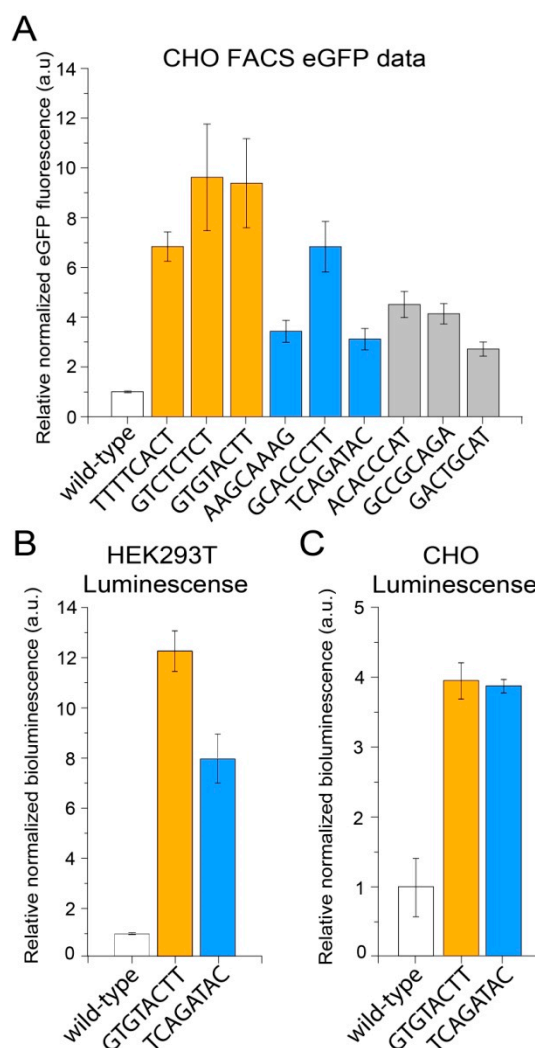 A
CHO FACS eGFP data
Relative normalized eGFP fluorescence (a.u)
14
12
10
8
6
4
2
0
wild-type
TTTTCACT
GTCTCTCT
GTGTACTT
AAGCAAAG
GCACCCTT
TCAGATAC
ACACCCAT
GCCGCAGA
GACTGCAT
B
HEK293T
Luminescense
Relative normalized bioluminescence (a.u.)
14
12
10
8
6
4
2
0
wild-type
GTGTACTT
TCAGATAC
C
CHO
Luminescense
Relative normalized bioluminescence (a.u.)
5
4
3
2
1
0
wild-type
GTGTACTT
TCAGATAC